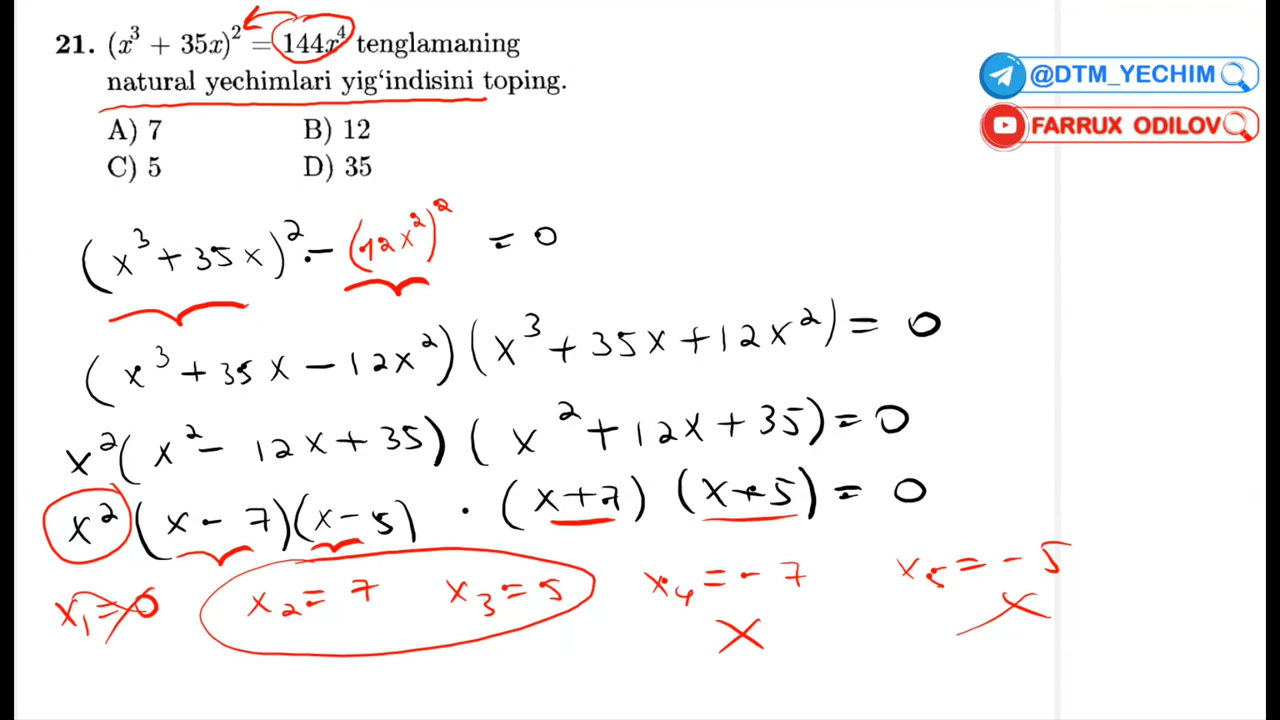 21. (x³ + 35x)² = 144x⁴ tenglamaning
natural yechimlari yig‘indisini toping.
A) 7 B) 12
C) 5 D) 35
@DTM_YECHIM
FARRUX ODILOV
(x³ + 35x)² - (12x²)² = 0
(x³ + 35x - 12x²)(x³ + 35x + 12x²) = 0
x²(x² - 12x + 35)(x² + 12x + 35) = 0
x²(x - 7)(x - 5) · (x + 7)(x + 5) = 0
x₁ = 0 x₂ = 7 x₃ = 5 x₄ = - 7 x₅ = - 5